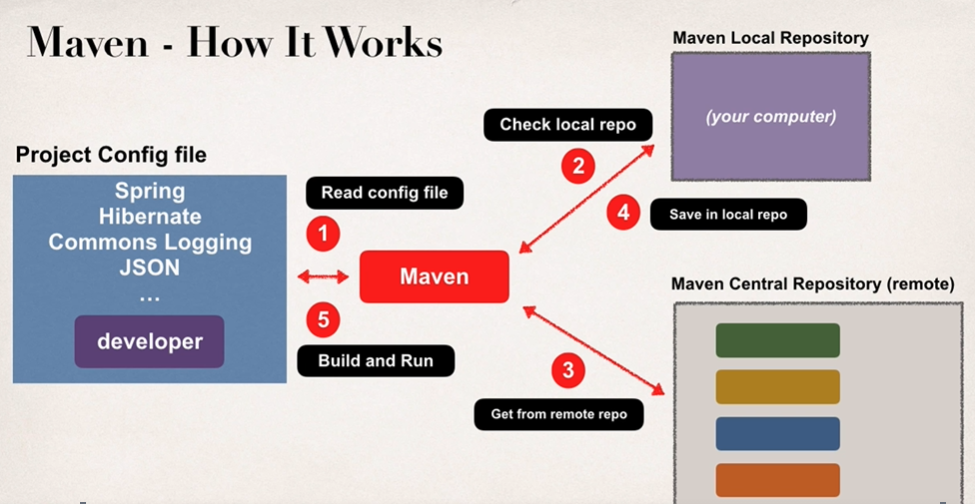 Maven - How It Works
Maven Local Repository
(your computer)
Check local repo
2
4
Save in local repo
Project Config file
Spring
Hibernate
Commons Logging
JSON
...
developer
Read config file
1
Maven
5
Build and Run
3
Get from remote repo
Maven Central Repository (remote)